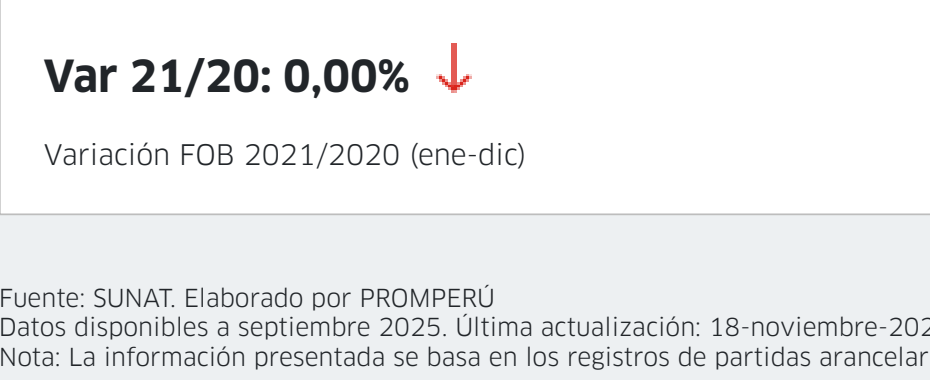 Var 21/20: 0,00%
Variación FOB 2021/2020 (ene-dic)
Fuente: SUNAT. Elaborado por PROMPERÚ
Datos disponibles a septiembre 2025. Última actualización: 18-noviembre-202
Nota: La información presentada se basa en los registros de partidas arancelar